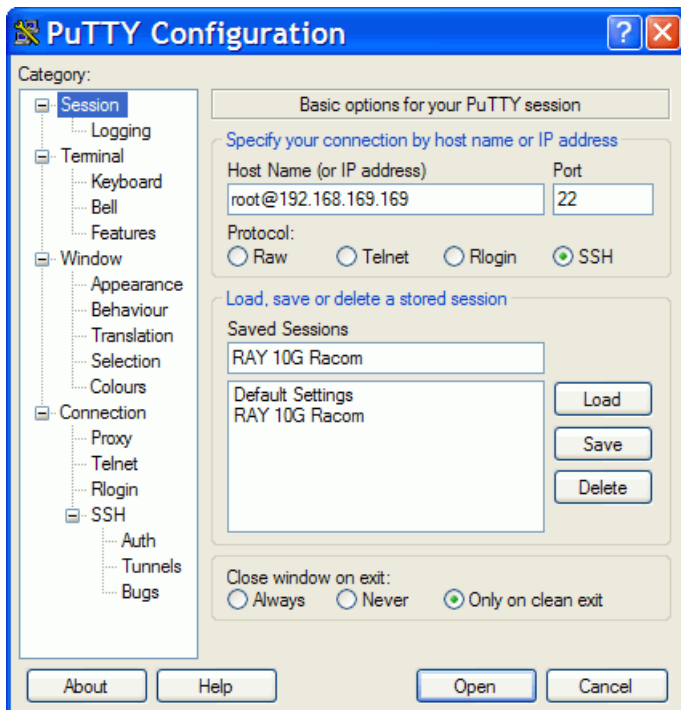 PuTTY Configuration
Category:
Session
Logging
Terminal
Keyboard
Bell
Features
Window
Appearance
Behaviour
Translation
Selection
Colours
Connection
Proxy
Telnet
Rlogin
SSH
Auth
Tunnels
Bugs
Basic options for your PuTTY session
Specify your connection by host name or IP address
Host Name (or IP address) Port
root@192.168.169.169 22
Protocol:
Raw Telnet Rlogin SSH
Load, save or delete a stored session
Saved Sessions
RAY 10G Racom
Default Settings
RAY 10G Racom
Load
Save
Delete
Close window on exit:
Always Never Only on clean exit
About Help Open Cancel